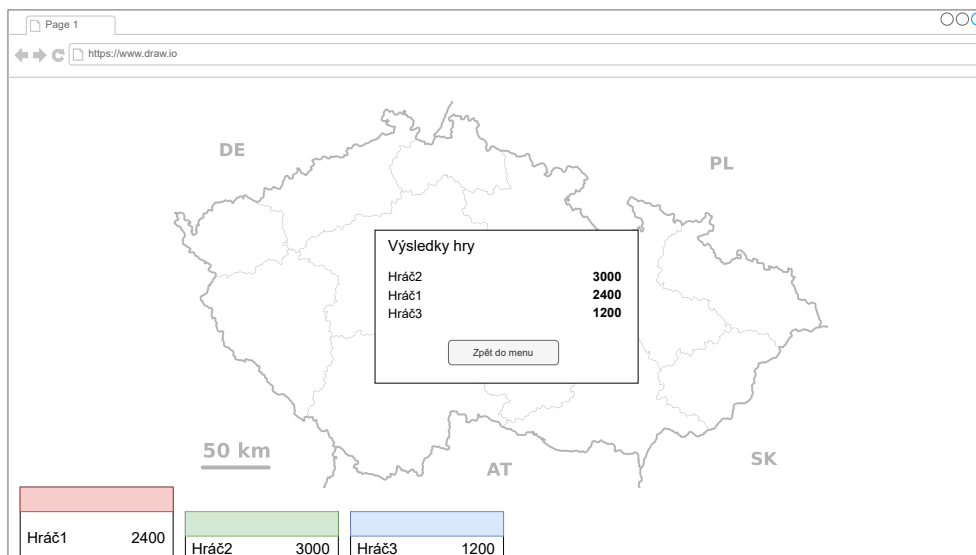 Page 1
https://www.draw.io
DE
PL
Výsledky hry
Hráč2 3000
Hráč1 2400
Hráč3 1200
Zpět do menu
50 km
AT
SK
Hráč1 2400
Hráč2 3000
Hráč3 1200